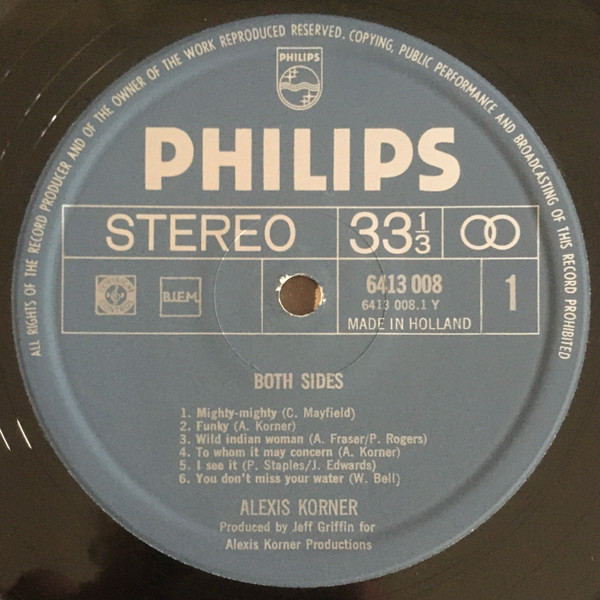 ALL RIGHTS OF THE RECORD PRODUCER AND OF THE OWNER OF THE WORK REPRODUCED RESERVED. COPYING, PUBLIC PERFORMANCE AND BROADCASTING OF THIS RECORD PROHIBITED
PHILIPS
PHILIPS
STEREO 33 1/3
B.I.E.M. 6413 008 1
6413 008.1 Y
MADE IN HOLLAND
BOTH SIDES
1. Mighty-mighty (C. Mayfield)
2. Funky (A. Korner)
3. Wild indian woman (A. Fraser/P. Rogers)
4. To whom it may concern (A. Korner)
5. I see it (P. Staples/J. Edwards)
6. You don't miss your water (W. Bell)
ALEXIS KORNER
Produced by Jeff Griffin for
Alexis Korner Productions